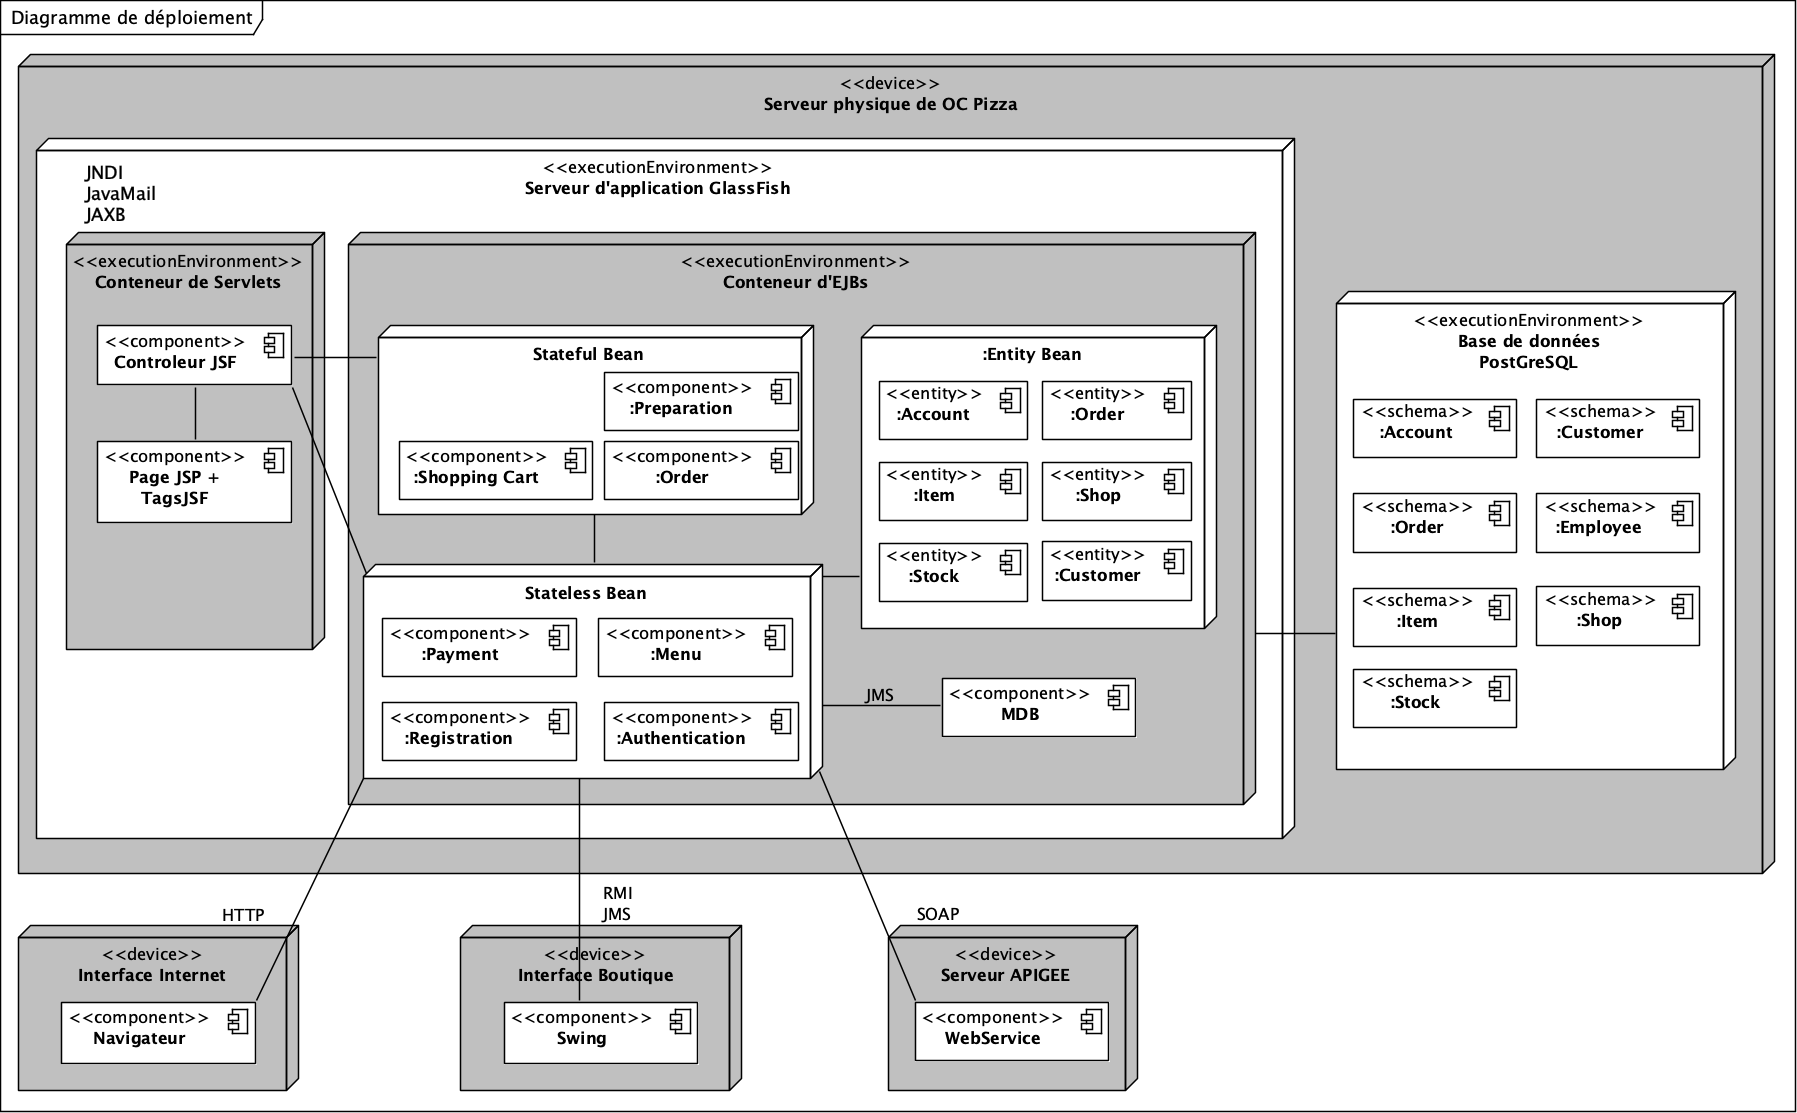 Diagramme de déploiement
<<device>>
Serveur physique de OC Pizza
<<executionEnvironment>>
Serveur d'application GlassFish
JNDI
JavaMail
JAXB
<<executionEnvironment>>
Conteneur de Servlets
<<component>>
Controleur JSF
<<component>>
Page JSP +
TagsJSF
<<executionEnvironment>>
Conteneur d'EJBs
Stateful Bean
<<component>>
:Preparation
<<component>>
:Shopping Cart
<<component>>
:Order
:Entity Bean
<<entity>>
:Account
<<entity>>
:Order
<<entity>>
:Item
<<entity>>
:Shop
<<entity>>
:Stock
<<entity>>
:Customer
Stateless Bean
<<component>>
:Payment
<<component>>
:Menu
<<component>>
:Registration
<<component>>
:Authentication
JMS
<<component>>
MDB
<<executionEnvironment>>
Base de données
PostGreSQL
<<schema>>
:Account
<<schema>>
:Customer
<<schema>>
:Order
<<schema>>
:Employee
<<schema>>
:Item
<<schema>>
:Shop
<<schema>>
:Stock
HTTP
RMI
JMS
SOAP
<<device>>
Interface Internet
<<component>>
Navigateur
<<device>>
Interface Boutique
<<component>>
Swing
<<device>>
Serveur APIGEE
<<component>>
WebService